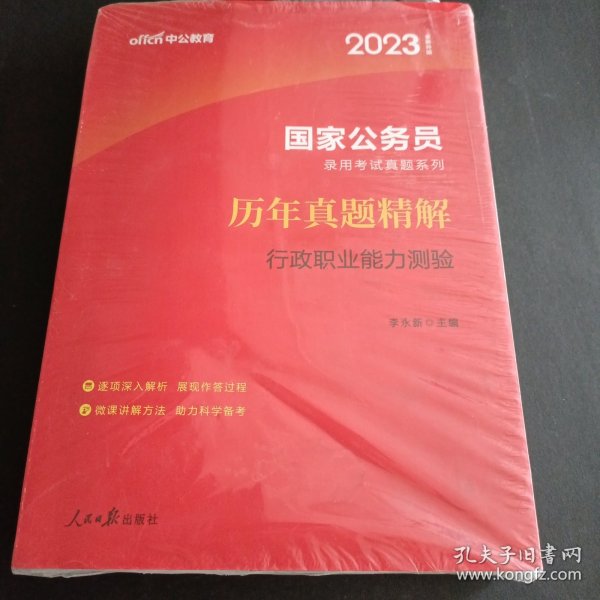 offcn中公教育
2023
国家公务员
录用考试真题系列
历年真题精解
行政职业能力测验
李永新◎主编
逐项深入解析 展现作答过程
微课讲解方法 助力科学备考
人民日报出版社
孔夫子旧书网
www.kongfz.com